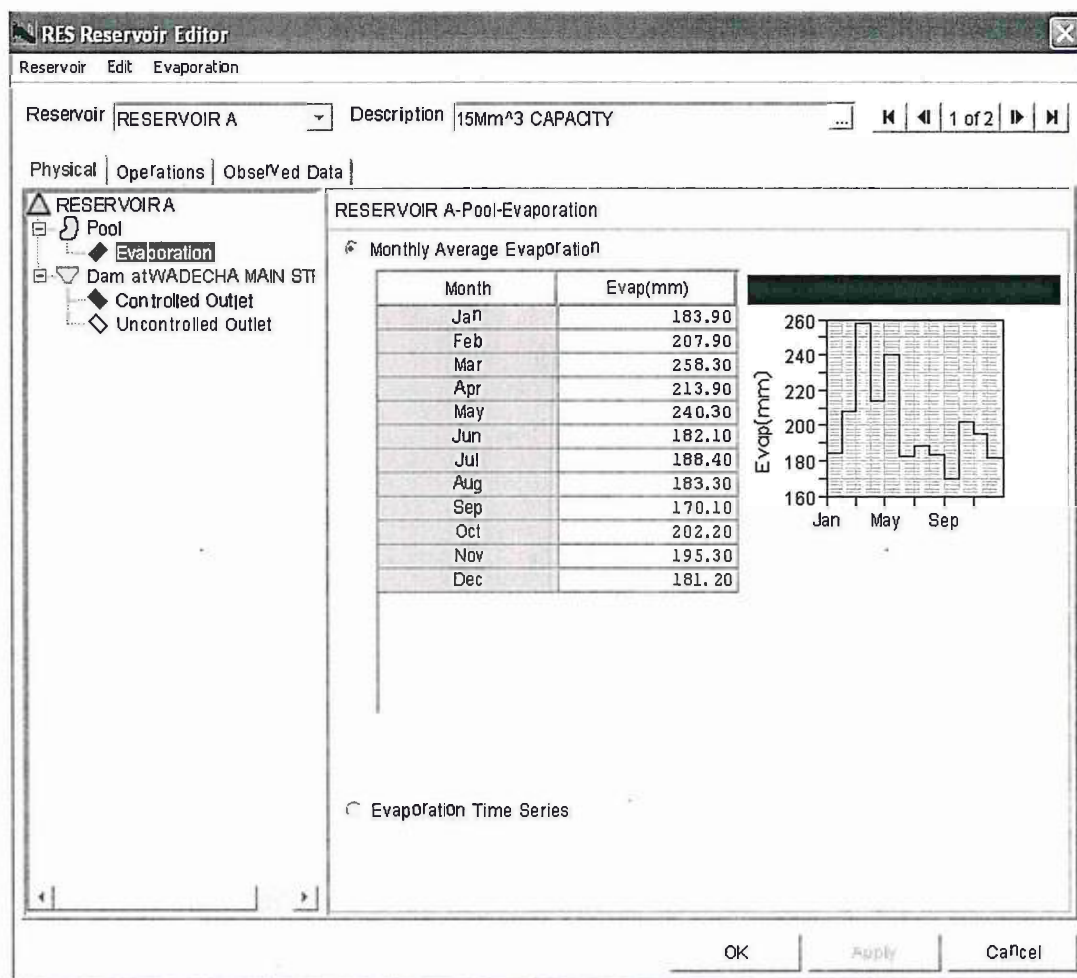 RES Reservoir Editor
Reservoir Edit Evaporation
Reservoir RESERVOIR A Description 15Mm^3 CAPACITY ... 1 of 2
Physical Operations Observed Data
RESERVOIR A
Pool
Evaporation
Dam at WADECHA MAIN STI
Controlled Outlet
Uncontrolled Outlet
RESERVOIR A-Pool-Evaporation
Monthly Average Evaporation
Month Evap(mm)
Jan 183.90
Feb 207.90
Mar 258.30
Apr 213.90
May 240.30
Jun 182.10
Jul 188.40
Aug 183.30
Sep 170.10
Oct 202.20
Nov 195.30
Dec 181.20
260
240
220
200
180
160
Evap(mm)
Jan May Sep
Evaporation Time Series
OK Apply Cancel